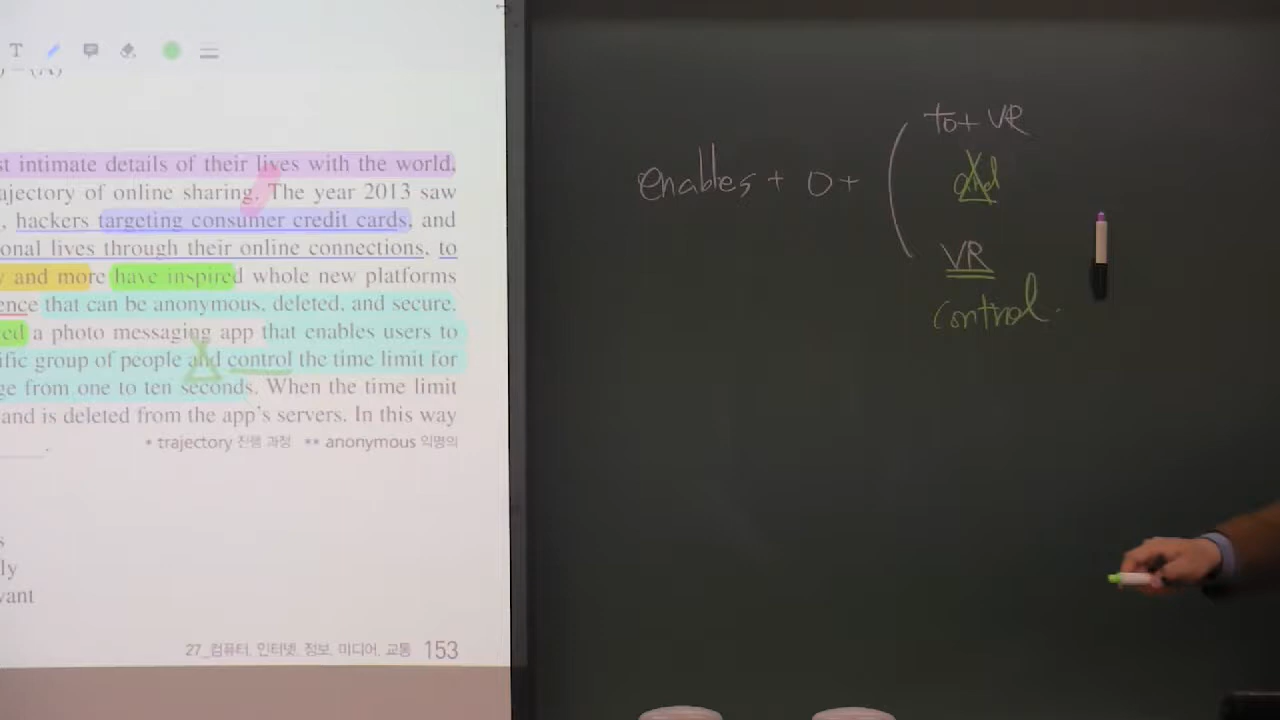 T
st intimate details of their lives with the world,
ajectory of online sharing. The year 2013 saw
, hackers targeting consumer credit cards, and
onal lives through their online connections, to
y and more have inspired whole new platforms
ence that can be anonymous, deleted, and secure.
ed a photo messaging app that enables users to
ific group of people and control the time limit for
ge from one to ten seconds. When the time limit
and is deleted from the app's servers. In this way
* trajectory 진행 과정 ** anonymous 익명의
s
ly
vant
27_컴퓨터, 인터넷, 정보, 미디어, 교통 153
to+ VR
enables + O +
and
VR
control.